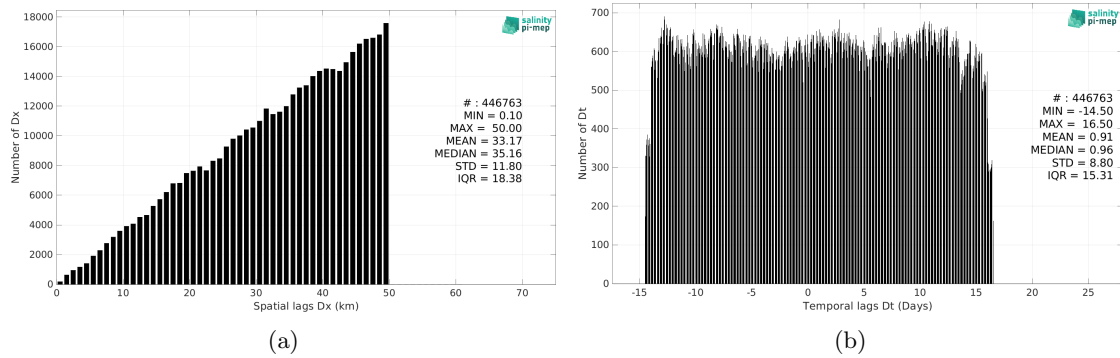 salinity
pi-mep
18000
16000
14000
12000
10000
8000
6000
4000
2000
0
Number of Dx
# : 446763
MIN = 0.10
MAX = 50.00
MEAN = 33.17
MEDIAN = 35.16
STD = 11.80
IQR = 18.38
0 10 20 30 40 50 60 70
Spatial lags Dx (km)
(a)
salinity
pi-mep
700
600
500
400
300
200
100
0
Number of Dt
# : 446763
MIN = -14.50
MAX = 16.50
MEAN = 0.91
MEDIAN = 0.96
STD = 8.80
IQR = 15.31
-15 -10 -5 0 5 10 15 20 25
Temporal lags Dt (Days)
(b)